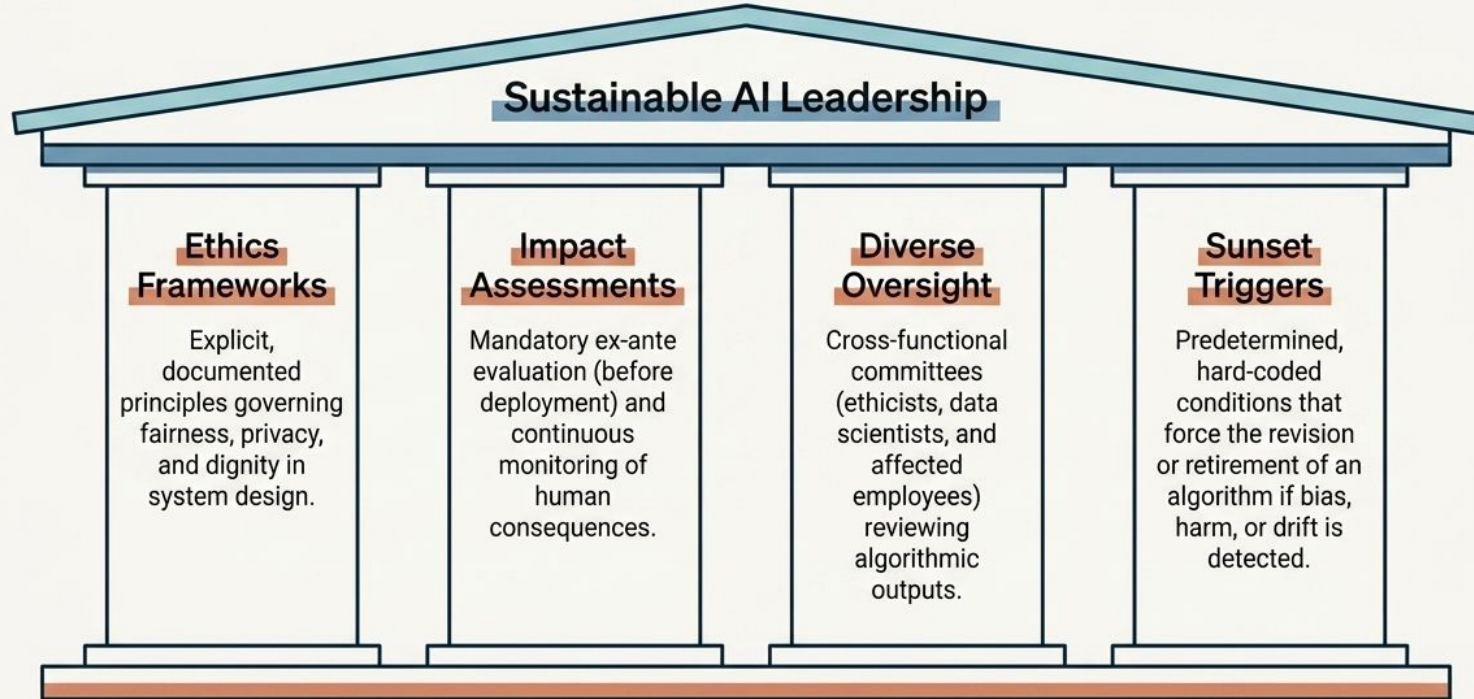 Sustainable AI Leadership
Ethics
Frameworks
Explicit,
documented
principles governing
fairness, privacy,
and dignity in
system design.
Impact
Assessments
Mandatory ex-ante
evaluation (before
deployment) and
continuous
monitoring of
human
consequences.
Diverse
Oversight
Cross-functional
committees
(ethicists, data
scientists, and
affected
employees)
reviewing
algorithmic
outputs.
Sunset
Triggers
Predetermined,
hard-coded
conditions that
force the revision
or retirement of an
algorithm if bias,
harm, or drift is
detected.